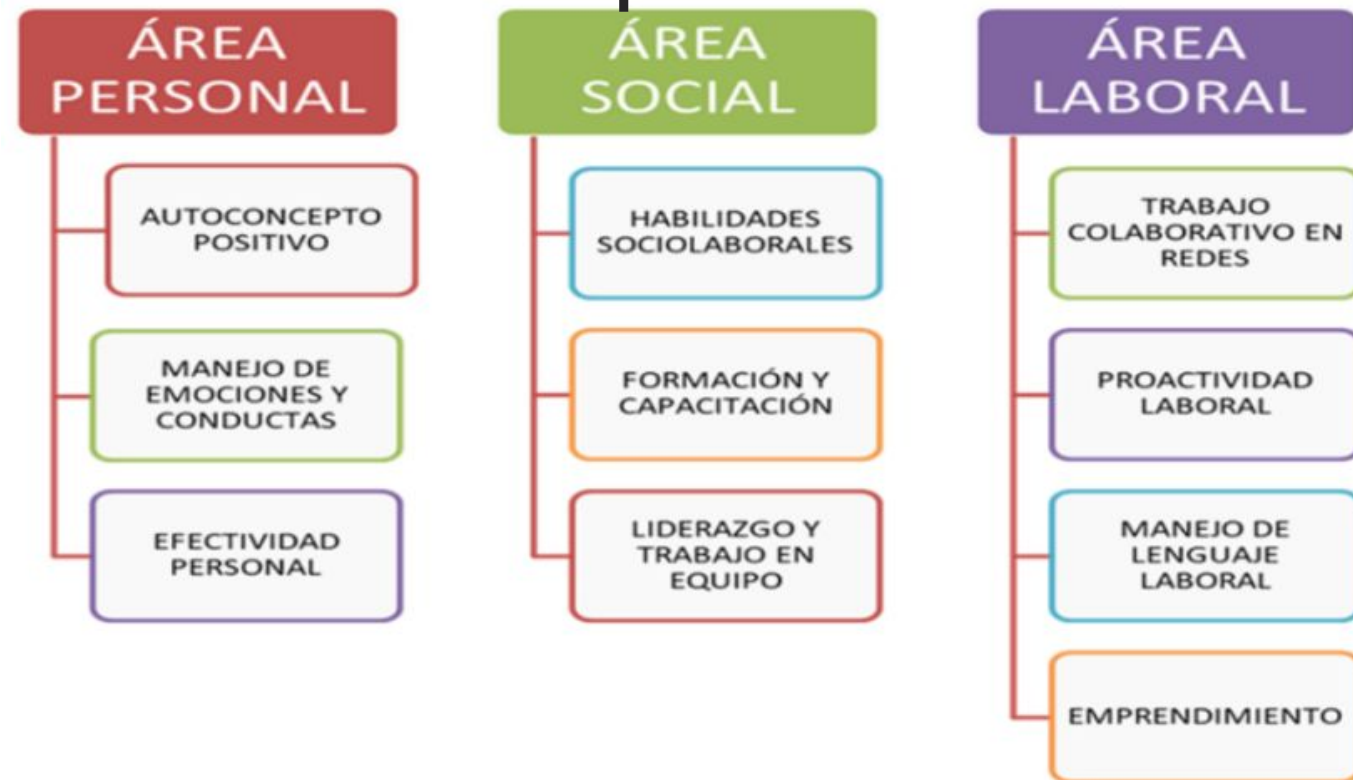 ÁREA
PERSONAL
AUTOCONCEPTO
POSITIVO
MANEJO DE
EMOCIONES Y
CONDUCTAS
EFECTIVIDAD
PERSONAL
ÁREA
SOCIAL
HABILIDADES
SOCIOLABORALES
FORMACIÓN Y
CAPACITACIÓN
LIDERAZGO Y
TRABAJO EN
EQUIPO
ÁREA
LABORAL
TRABAJO
COLABORATIVO EN
REDES
PROACTIVIDAD
LABORAL
MANEJO DE
LENGUAJE
LABORAL
EMPRENDIMIENTO